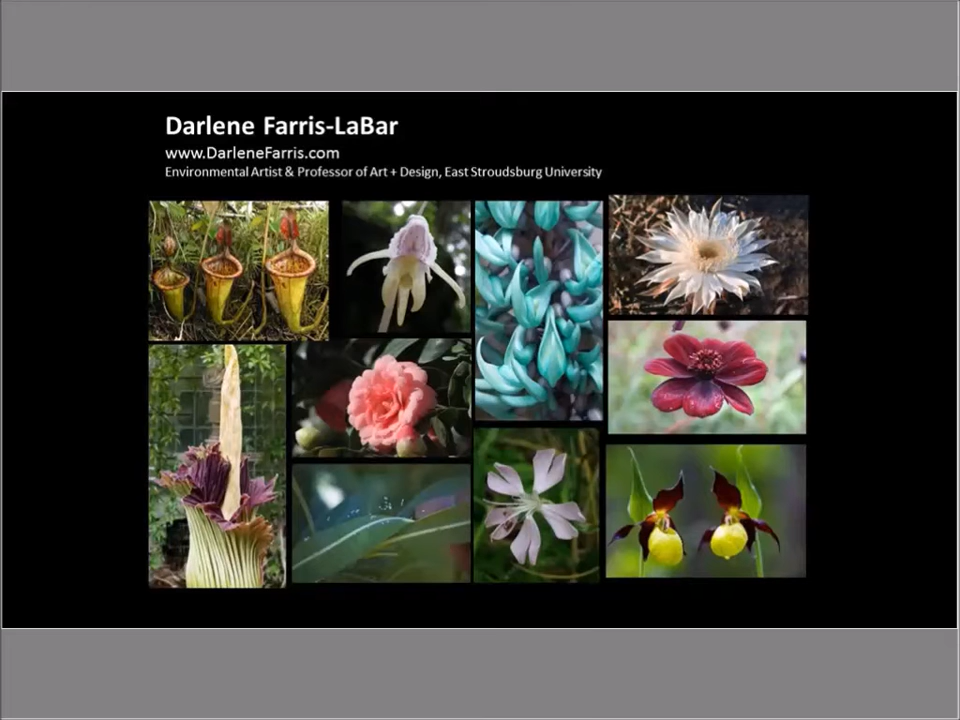 Darlene Farris-LaBar
www.DarleneFarris.com
Environmental Artist & Professor of Art + Design, East Stroudsburg University